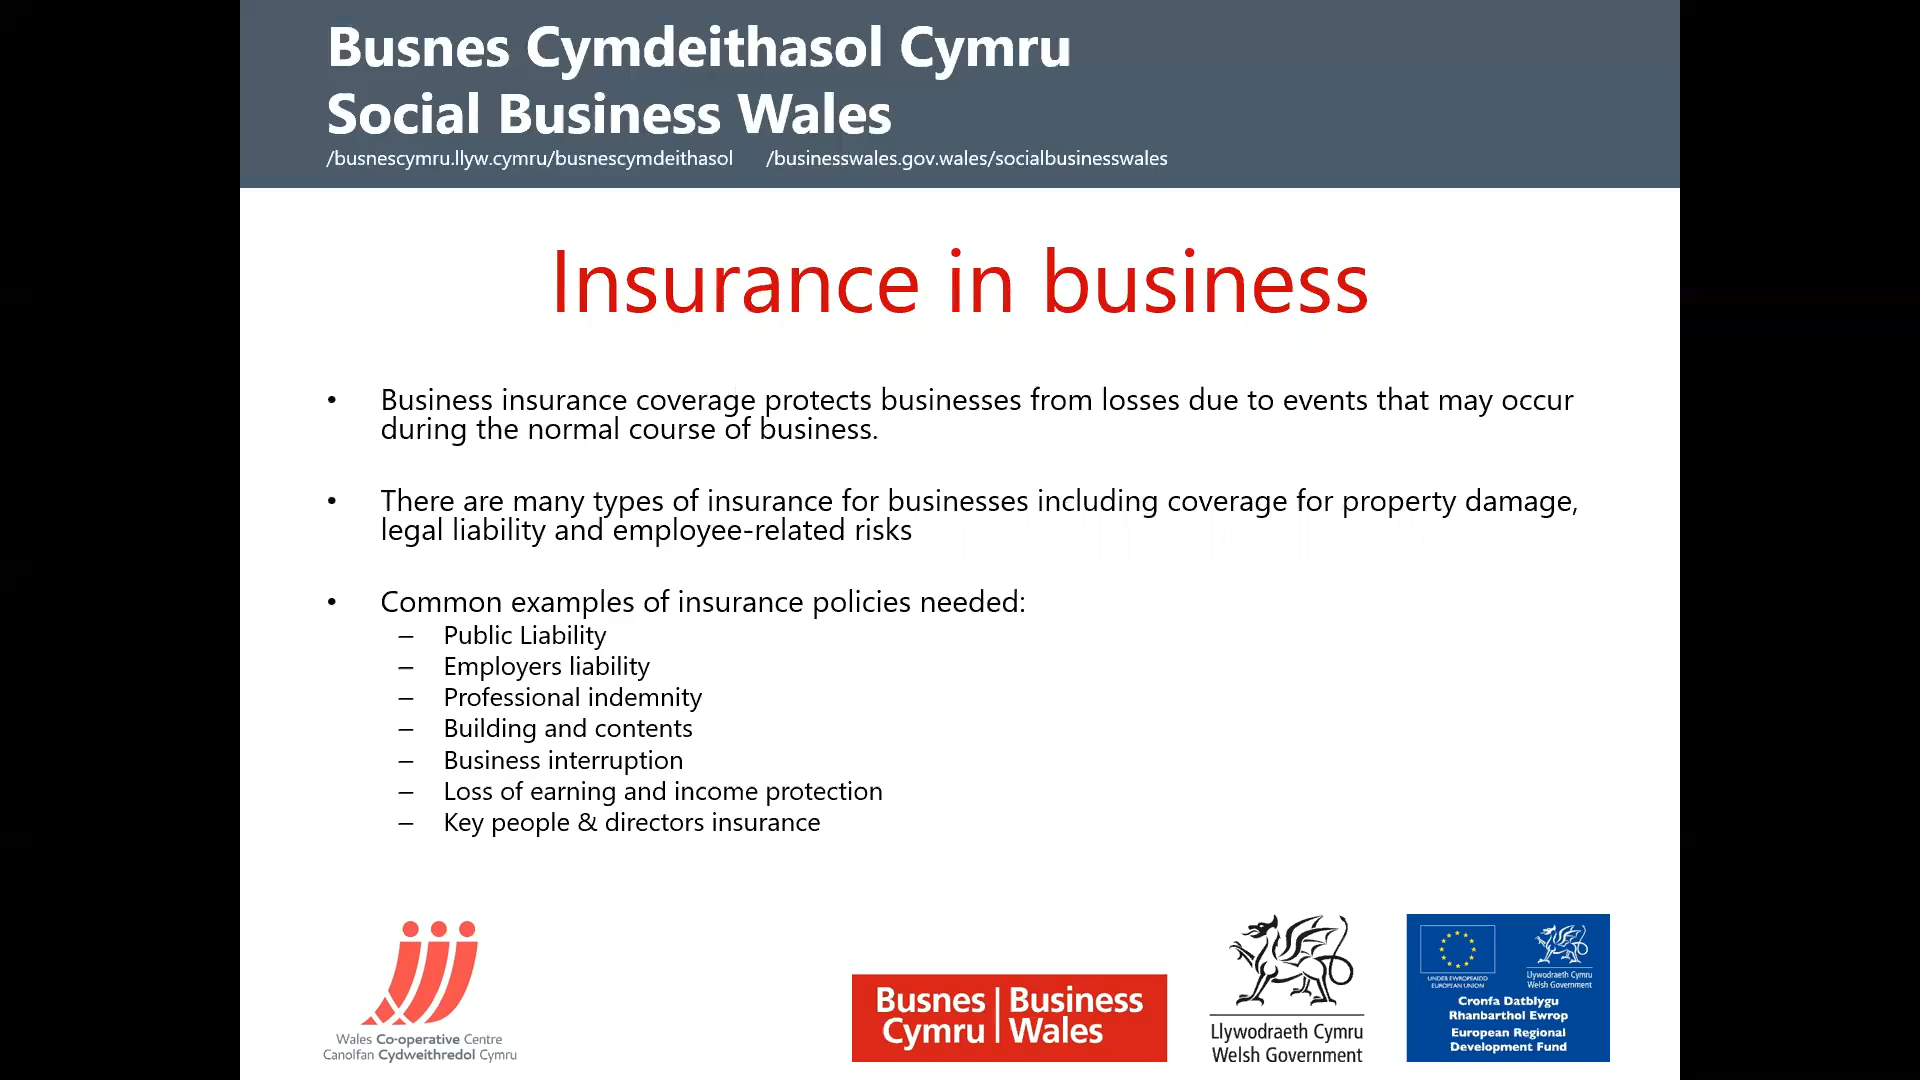 Busnes Cymdeithasol Cymru
Social Business Wales
/busnescymru.llyw.cymru/busnescymdeithasol /businesswales.gov.wales/socialbusinesswales
Insurance in business
• Business insurance coverage protects businesses from losses due to events that may occur
during the normal course of business.
• There are many types of insurance for businesses including coverage for property damage,
legal liability and employee-related risks
• Common examples of insurance policies needed:
– Public Liability
– Employers liability
– Professional indemnity
– Building and contents
– Business interruption
– Loss of earning and income protection
– Key people & directors insurance
Wales Co-operative Centre
Canolfan Cydweithredol Cymru
Busnes Cymru
Business Wales
Llywodraeth Cymru
Welsh Government
UNDEB EWROPEAIDD
EUROPEAN UNION
Llywodraeth Cymru
Welsh Government
Cronfa Datblygu
Rhanbarthol Ewrop
European Regional
Development Fund